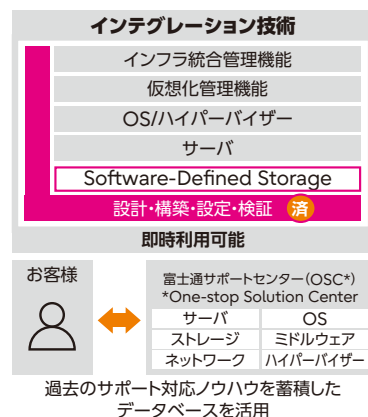 インテグレーション技術
インフラ統合管理機能
仮想化管理機能
OS/ハイパーバイザー
サーバ
Software-Defined Storage
設計・構築・設定・検証 済
即時利用可能
お客様
富士通サポートセンター（OSC*）
*One-stop Solution Center
サーバ OS
ストレージ ミドルウェア
ネットワーク ハイパーバイザー
過去のサポート対応ノウハウを蓄積した
データベースを活用